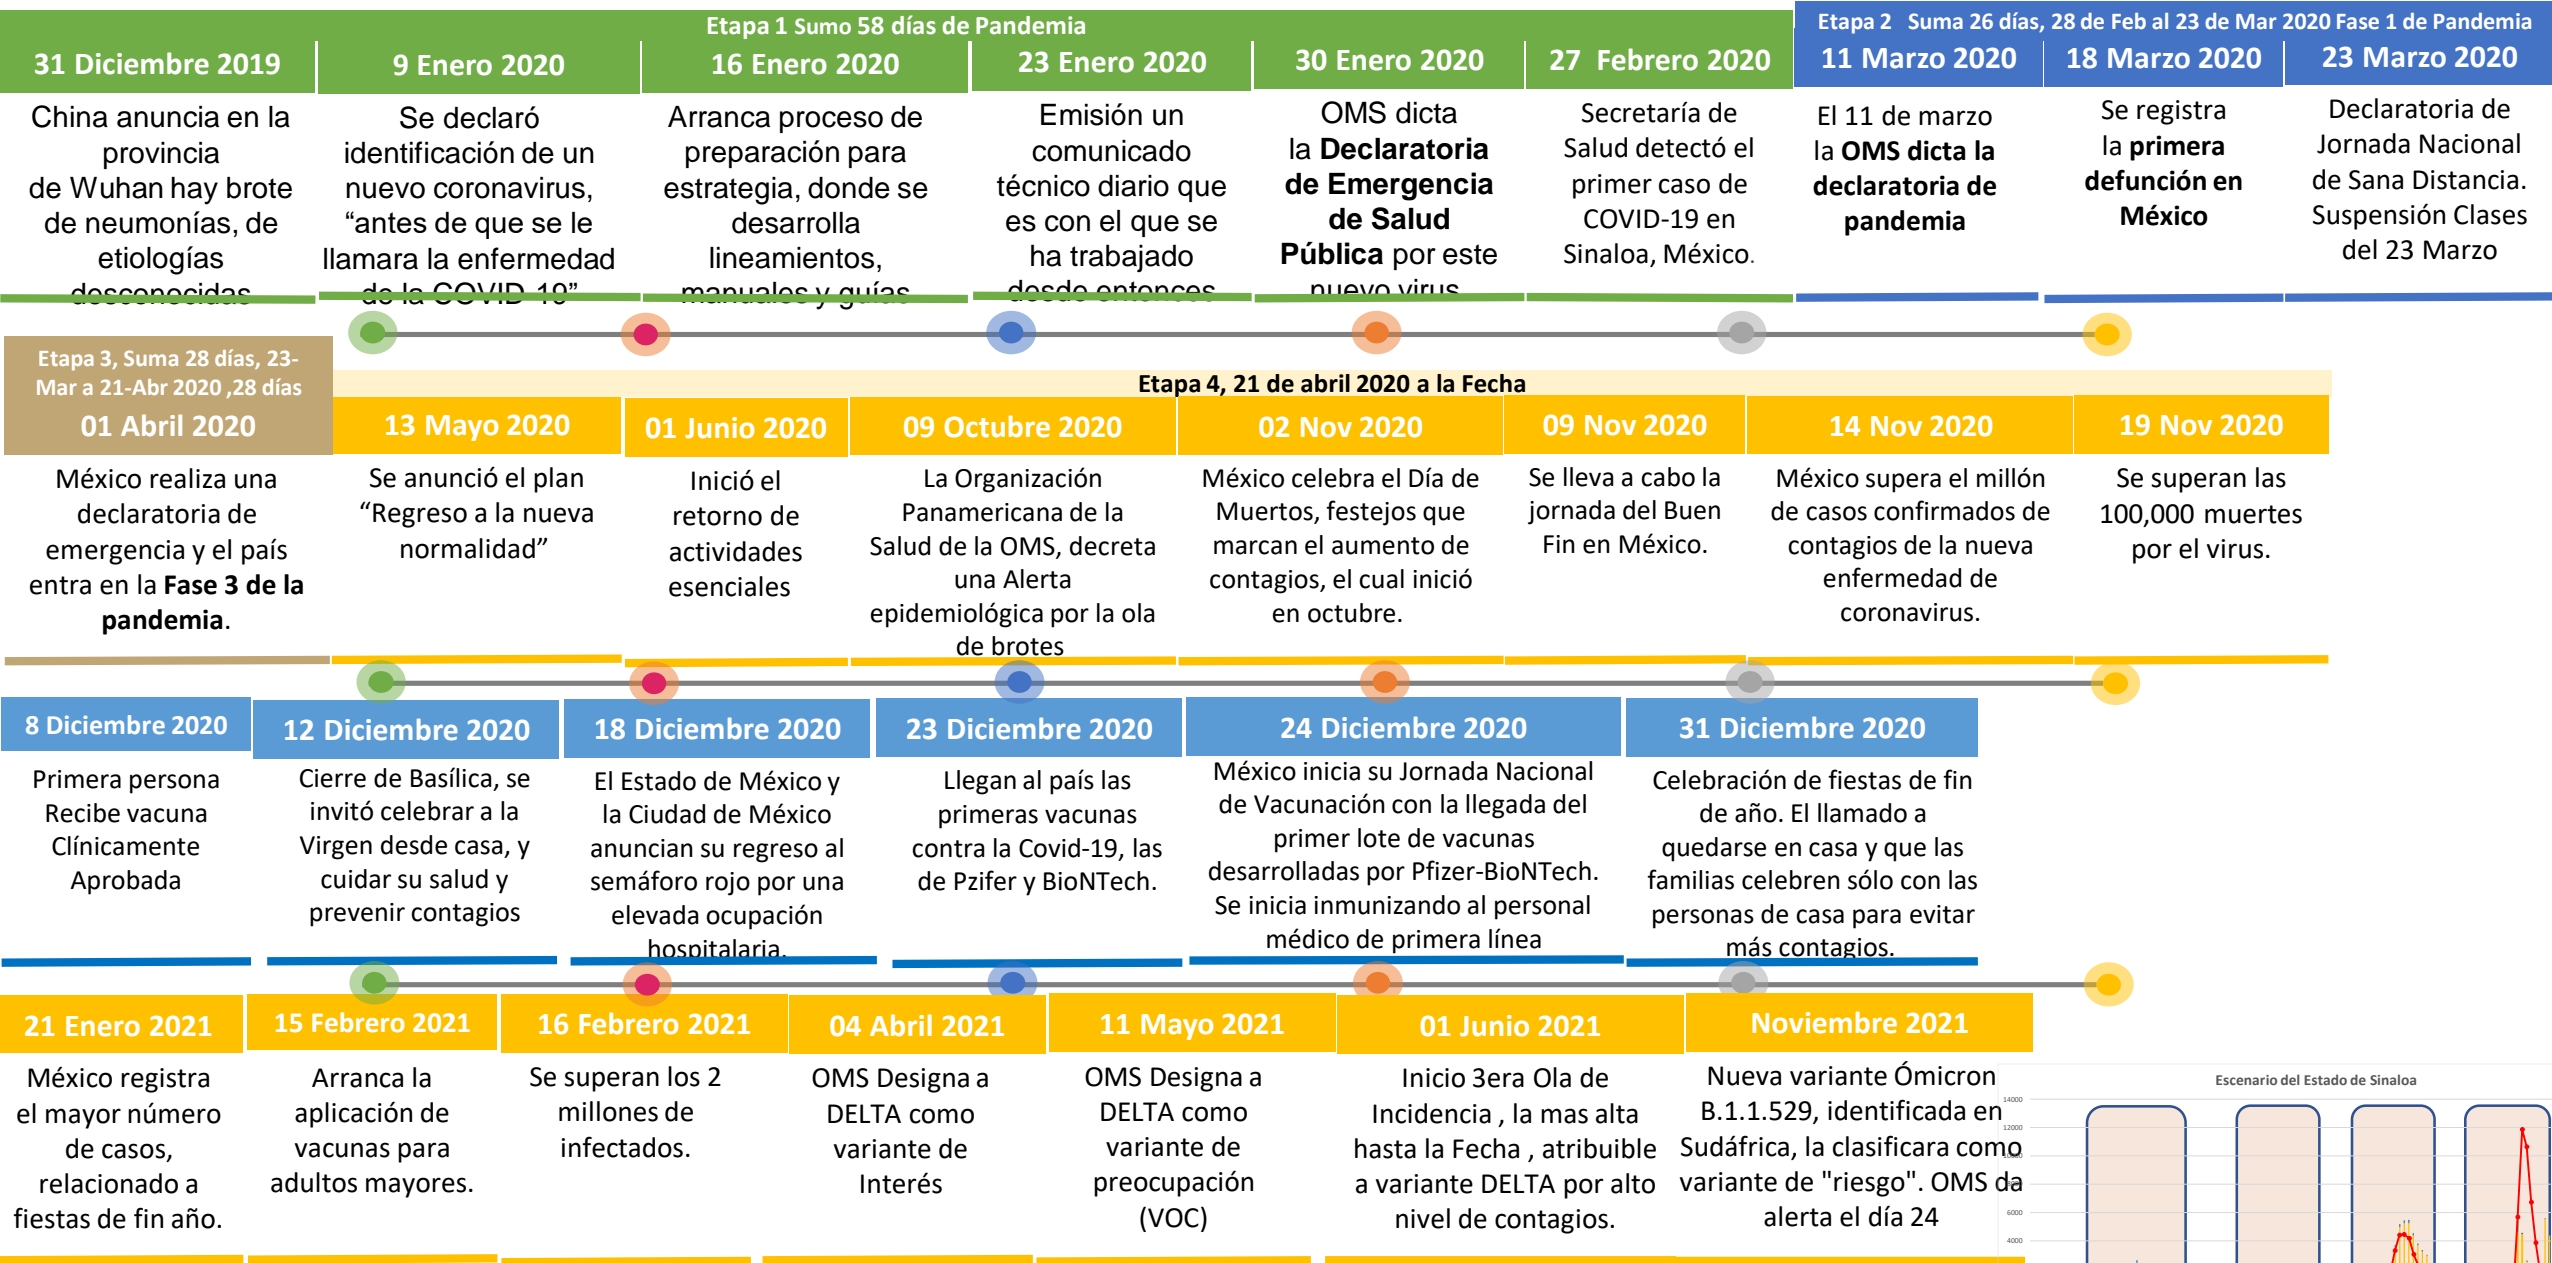 Etapa 1 Sumo 58 días de Pandemia
Etapa 2 Suma 26 días, 28 de Feb al 23 de Mar 2020 Fase 1 de Pandemia
31 Diciembre 2019
China anuncia en la
provincia
de Wuhan hay brote
de neumonías, de
etiologías
desconocidas
9 Enero 2020
Se declaró
identificación de un
nuevo coronavirus,
“antes de que se le
llamara la enfermedad
de la COVID-19”
16 Enero 2020
Arranca proceso de
preparación para
estrategia, donde se
desarrolla
lineamientos,
manuales y guías
23 Enero 2020
Emisión un
comunicado
técnico diario que
es con el que se
ha trabajado
desde entonces
30 Enero 2020
OMS dicta
la Declaratoria
de Emergencia
de Salud
Pública por este
nuevo virus
27 Febrero 2020
Secretaría de
Salud detectó el
primer caso de
COVID-19 en
Sinaloa, México.
11 Marzo 2020
El 11 de marzo
la OMS dicta la
declaratoria de
pandemia
18 Marzo 2020
Se registra
la primera
defunción en
México
23 Marzo 2020
Declaratoria de
Jornada Nacional
de Sana Distancia.
Suspensión Clases
del 23 Marzo
Etapa 3, Suma 28 días, 23-
Mar a 21-Abr 2020 ,28 días
Etapa 4, 21 de abril 2020 a la Fecha
01 Abril 2020
México realiza una
declaratoria de
emergencia y el país
entra en la Fase 3 de la
pandemia.
13 Mayo 2020
Se anunció el plan
“Regreso a la nueva
normalidad”
01 Junio 2020
Inició el
retorno de
actividades
esenciales
09 Octubre 2020
La Organización
Panamericana de la
Salud de la OMS, decreta
una Alerta
epidemiológica por la ola
de brotes
02 Nov 2020
México celebra el Día de
Muertos, festejos que
marcan el aumento de
contagios, el cual inició
en octubre.
09 Nov 2020
Se lleva a cabo la
jornada del Buen
Fin en México.
14 Nov 2020
México supera el millón
de casos confirmados de
contagios de la nueva
enfermedad de
coronavirus.
19 Nov 2020
Se superan las
100,000 muertes
por el virus.
8 Diciembre 2020
Primera persona
Recibe vacuna
Clínicamente
Aprobada
12 Diciembre 2020
Cierre de Basílica, se
invitó celebrar a la
Virgen desde casa, y
cuidar su salud y
prevenir contagios
18 Diciembre 2020
El Estado de México y
la Ciudad de México
anuncian su regreso al
semáforo rojo por una
elevada ocupación
hospitalaria.
23 Diciembre 2020
Llegan al país las
primeras vacunas
contra la Covid-19, las
de Pzifer y BioNTech.
24 Diciembre 2020
México inicia su Jornada Nacional
de Vacunación con la llegada del
primer lote de vacunas
desarrolladas por Pfizer-BioNTech.
Se inicia inmunizando al personal
médico de primera línea
31 Diciembre 2020
Celebración de fiestas de fin
de año. El llamado a
quedarse en casa y que las
familias celebren sólo con las
personas de casa para evitar
más contagios.
21 Enero 2021
México registra
el mayor número
de casos,
relacionado a
fiestas de fin año.
15 Febrero 2021
Arranca la
aplicación de
vacunas para
adultos mayores.
16 Febrero 2021
Se superan los 2
millones de
infectados.
04 Abril 2021
OMS Designa a
DELTA como
variante de
Interés
11 Mayo 2021
OMS Designa a
DELTA como
variante de
preocupación
(VOC)
01 Junio 2021
Inicio 3era Ola de
Incidencia , la mas alta
hasta la Fecha , atribuible
a variante DELTA por alto
nivel de contagios.
Noviembre 2021
Nueva variante Ómicron
B.1.1.529, identificada en
Sudáfrica, la clasificara como
variante de "riesgo". OMS da
alerta el día 24
Escenario del Estado de Sinaloa
14000
12000
10000
6000
4000